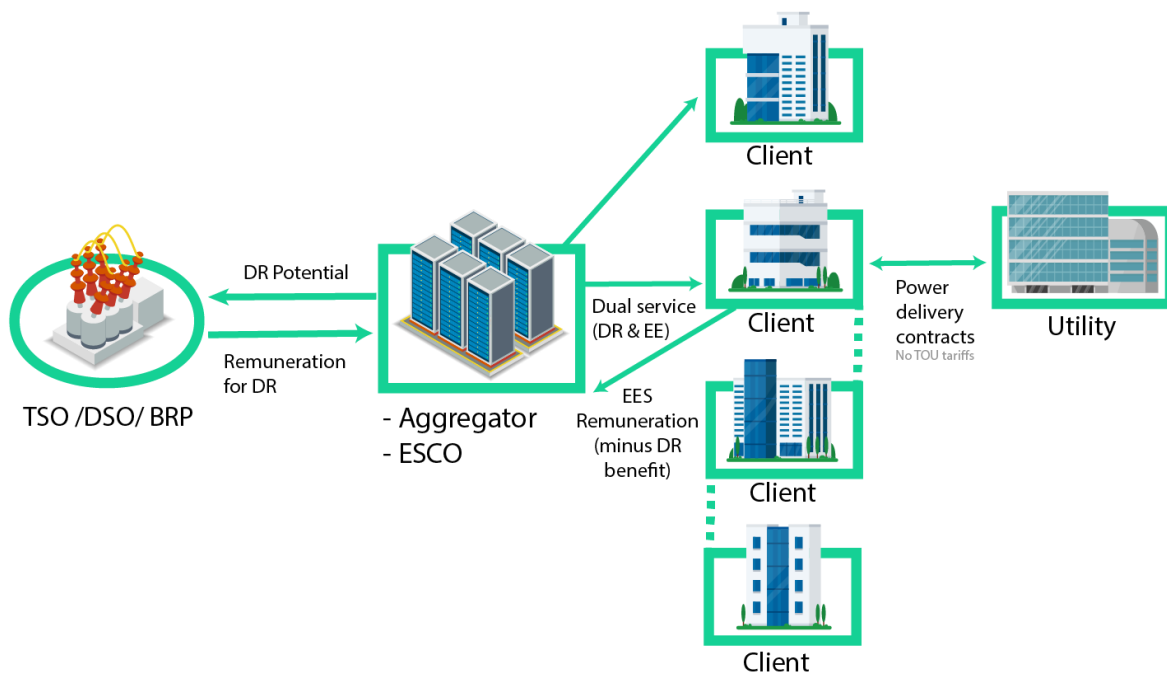 Client
DR Potential
Remuneration
for DR
TSO /DSO/ BRP
- Aggregator
- ESCO
Dual service
(DR & EE)
Client
EES
Remuneration
(minus DR
benefit)
Power
delivery
contracts
No TOU tariffs
Utility
Client
Client